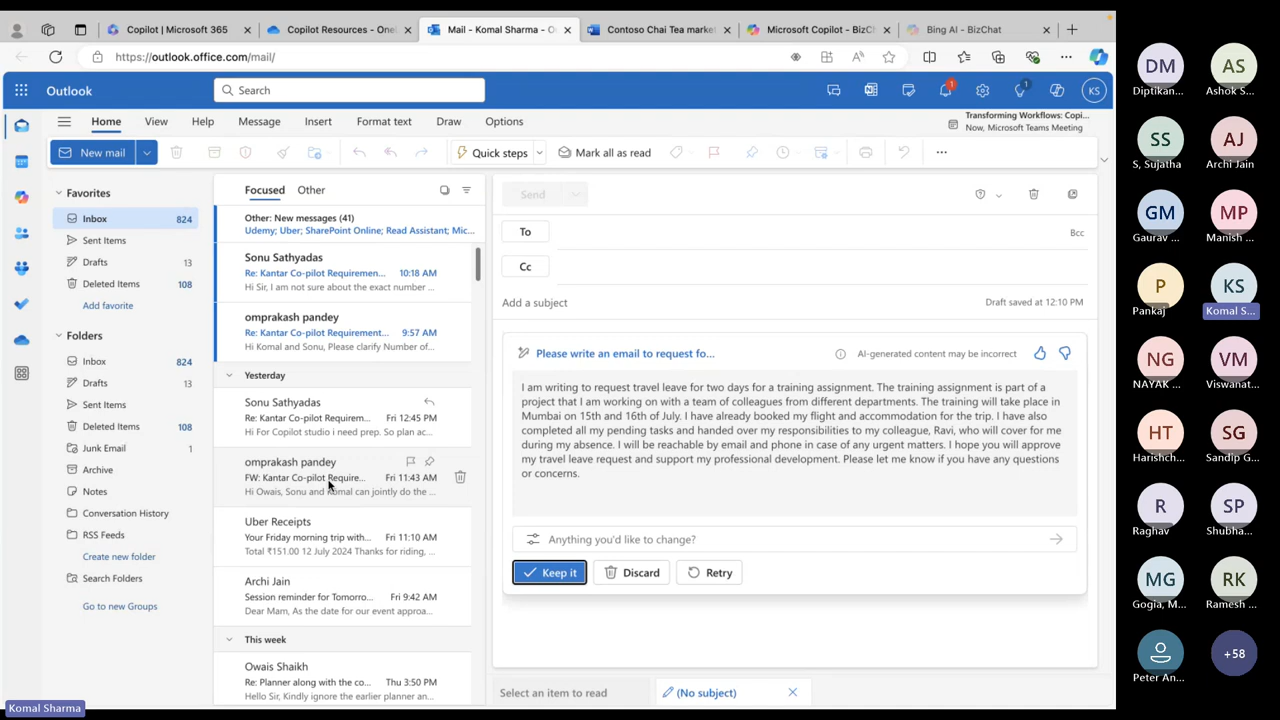 Copilot | Microsoft 365
Copilot Resources - One
Mail - Komal Sharma - O
Contoso Chai Tea market
Microsoft Copilot - BizC
Bing AI - BizChat
https://outlook.office.com/mail/
Outlook
Search
1
1
KS
Home
View
Help
Message
Insert
Format text
Draw
Options
Transforming Workflows: Copi...
Now, Microsoft Teams Meeting
New mail
Quick steps
Mark all as read
Favorites
Inbox 824
Sent Items
Drafts 13
Deleted Items 108
Add favorite
Folders
Inbox 824
Drafts 13
Sent Items
Deleted Items 108
Junk Email 1
Archive
Notes
Conversation History
RSS Feeds
Create new folder
Search Folders
Go to new Groups
Focused
Other
Other: New messages (41)
Udemy; Uber; SharePoint Online; Read Assistant; Mic...
Sonu Sathyadas
Re: Kantar Co-pilot Requiremen... 10:18 AM
Hi Sir, I am not sure about the exact number ...
omprakash pandey
Re: Kantar Co-pilot Requirement... 9:57 AM
Hi Komal and Sonu, Please clarify Number of...
Yesterday
Sonu Sathyadas
Re: Kantar Co-pilot Requirem... Fri 12:45 PM
Hi For Copilot studio i need prep. So plan ac...
omprakash pandey
FW: Kantar Co-pilot Require... Fri 11:43 AM
Hi Owais, Sonu and Komal can jointly do the ...
Uber Receipts
Your Friday morning trip with... Fri 11:10 AM
Total ₹151.00 12 July 2024 Thanks for riding, ...
Archi Jain
Session reminder for Tomorro... Fri 9:42 AM
Dear Mam, As the date for our event approa...
This week
Owais Shaikh
Re: Planner along with the co... Thu 3:50 PM
Hello Sir, Kindly ignore the earlier planner an...
Send
To
Bcc
Cc
Add a subject
Draft saved at 12:10 PM
Please write an email to request fo...
AI-generated content may be incorrect
I am writing to request travel leave for two days for a training assignment. The training assignment is part of a
project that I am working on with a team of colleagues from different departments. The training will take place in
Mumbai on 15th and 16th of July. I have already booked my flight and accommodation for the trip. I have also
completed all my pending tasks and handed over my responsibilities to my colleague, Ravi, who will cover for me
during my absence. I will be reachable by email and phone in case of any urgent matters. I hope you will approve
my travel leave request and support my professional development. Please let me know if you have any questions
or concerns.
Anything you'd like to change?
Keep it
Discard
Retry
Select an item to read
(No subject)
DM
Diptikan...
AS
Ashok S...
SS
S, Sujatha
AJ
Archi Jain
GM
Gaurav ...
MP
Manish ...
P
Pankaj
KS
Komal S...
NG
NAYAK ...
VM
Viswanat...
HT
Harishch...
SG
Sandip G...
R
Raghav
SP
Shubha...
MG
Gogia, M...
RK
Ramesh ...
Peter An...
+58
Komal Sharma